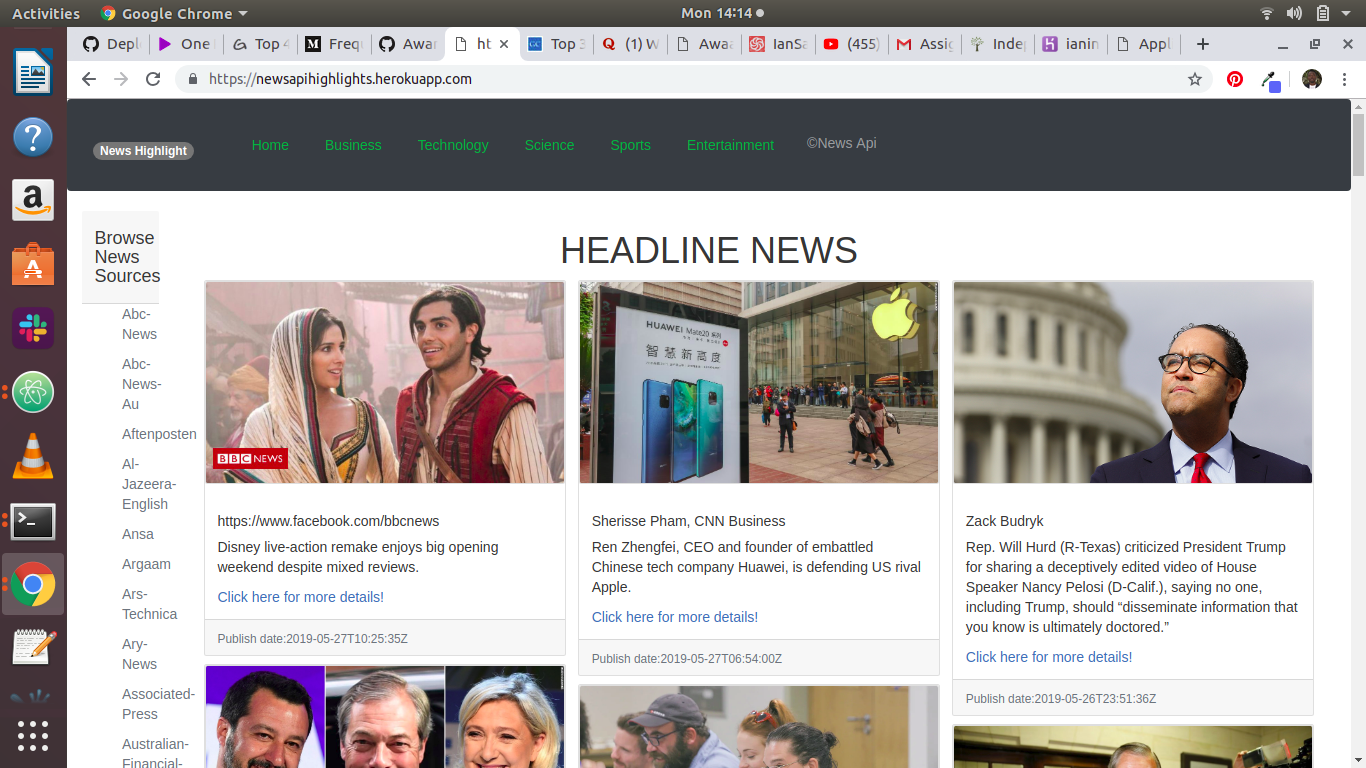 Activities
Google Chrome
Mon 14:14
Depl
One
Top 4
Freq
Awar
ht
Top 3
(1) W
Awa
IanSa
(455)
Assig
Inde
ianin
Appl
https://newsapihighlights.herokuapp.com
News Highlight
Home
Business
Technology
Science
Sports
Entertainment
©News Api
Browse
News
Sources
Abc-
News
Abc-
News-
Au
Aftenposten
Al-
Jazeera-
English
Ansa
Argaam
Ars-
Technica
Ary-
News
Associated-
Press
Australian-
Financial-
HEADLINE NEWS
BBC NEWS
https://www.facebook.com/bbcnews
Disney live-action remake enjoys big opening
weekend despite mixed reviews.
Click here for more details!
Publish date:2019-05-27T10:25:35Z
HUAWEI Mate20 系列
智慧新高度
Sherisse Pham, CNN Business
Ren Zhengfei, CEO and founder of embattled
Chinese tech company Huawei, is defending US rival
Apple.
Click here for more details!
Publish date:2019-05-27T06:54:00Z
Zack Budryk
Rep. Will Hurd (R-Texas) criticized President Trump
for sharing a deceptively edited video of House
Speaker Nancy Pelosi (D-Calif.), saying no one,
including Trump, should “disseminate information that
you know is ultimately doctored.”
Click here for more details!
Publish date:2019-05-26T23:51:36Z